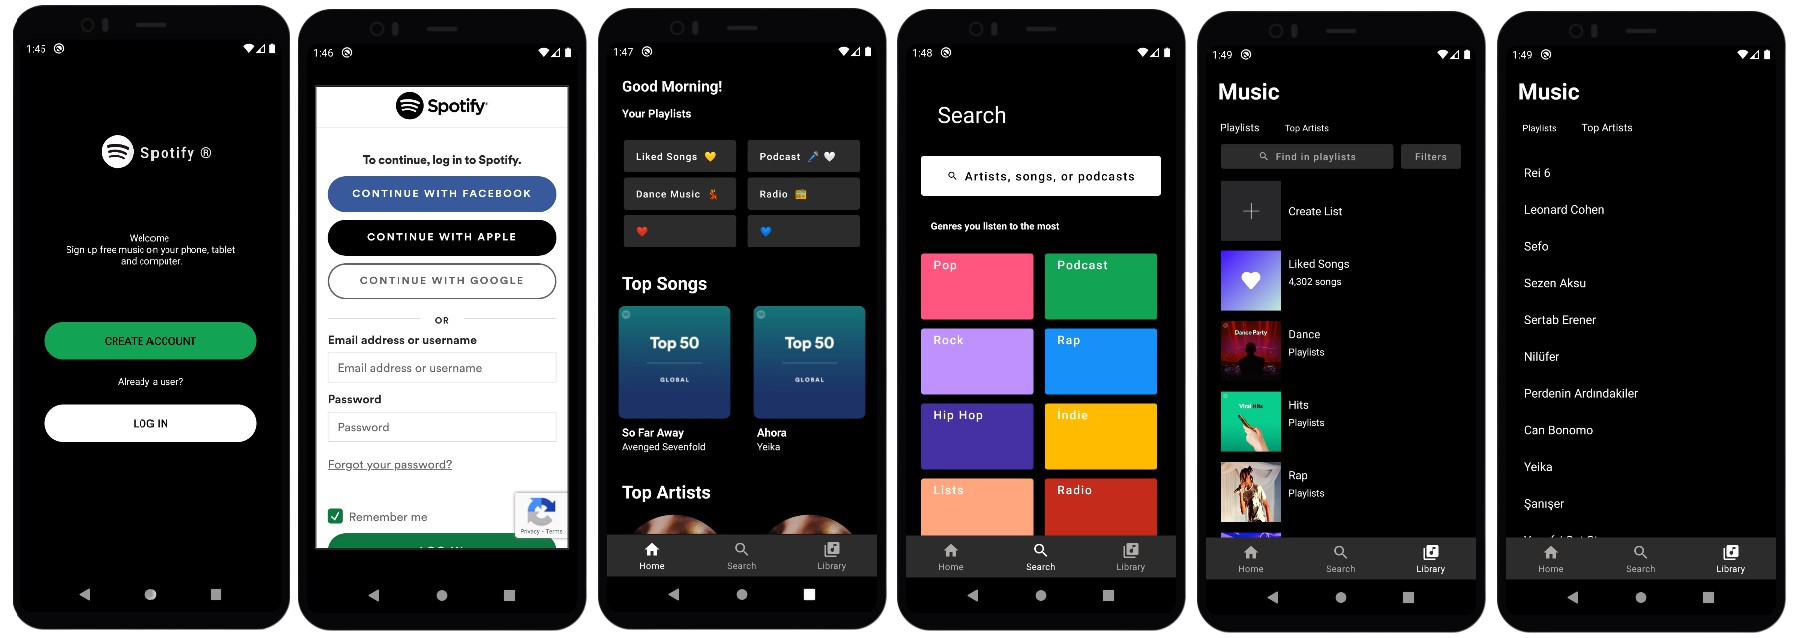 1:45
Spotify ®
Welcome
Sign up free music on your phone, tablet
and computer.
CREATE ACCOUNT
Already a user?
LOG IN
1:46
Spotify
To continue, log in to Spotify.
CONTINUE WITH FACEBOOK
CONTINUE WITH APPLE
CONTINUE WITH GOOGLE
OR
Email address or username
Email address or username
Password
Password
Forgot your password?
Remember me
Privacy - Terms
LOG IN
1:47
Good Morning!
Your Playlists
Liked Songs 💛
Podcast 🎤 🤍
Dance Music 💃
Radio 📻
❤️
💙
Top Songs
Top 50
GLOBAL
Top 50
GLOBAL
So Far Away
Avenged Sevenfold
Ahora
Yeika
Top Artists
Home
Search
Library
1:48
Search
Artists, songs, or podcasts
Genres you listen to the most
Pop
Podcast
Rock
Rap
Hip Hop
İndie
Lists
Radio
Home
Search
Library
1:49
Music
Playlists
Top Artists
Find in playlists
Filters
Create List
Liked Songs
4,302 songs
Dance Party
Dance
Playlists
Viral Hits
Hits
Playlists
Rap
Playlists
Home
Search
Library
1:49
Music
Playlists
Top Artists
Rei 6
Leonard Cohen
Sefo
Sezen Aksu
Sertab Erener
Nilüfer
Perdenin Ardındakiler
Can Bonomo
Yeika
Şanışer
Home
Search
Library